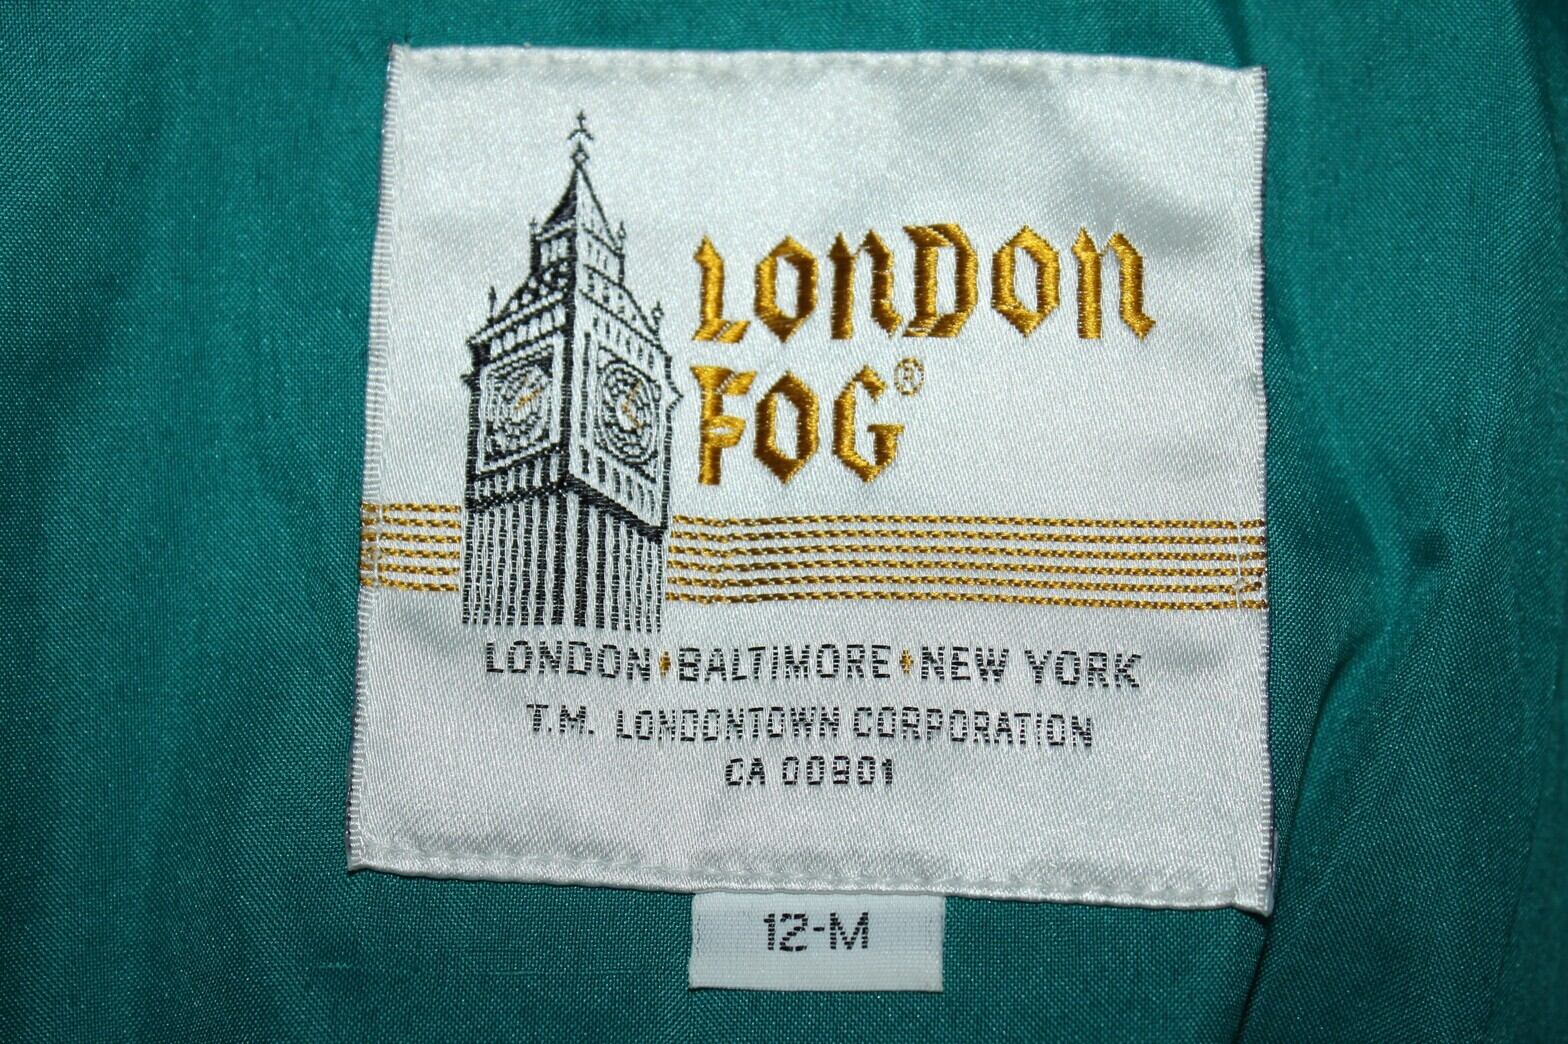 LONDON
FOG®
LONDON • BALTIMORE • NEW YORK
T.M. LONDONTOWN CORPORATION
CA 00901
12-M